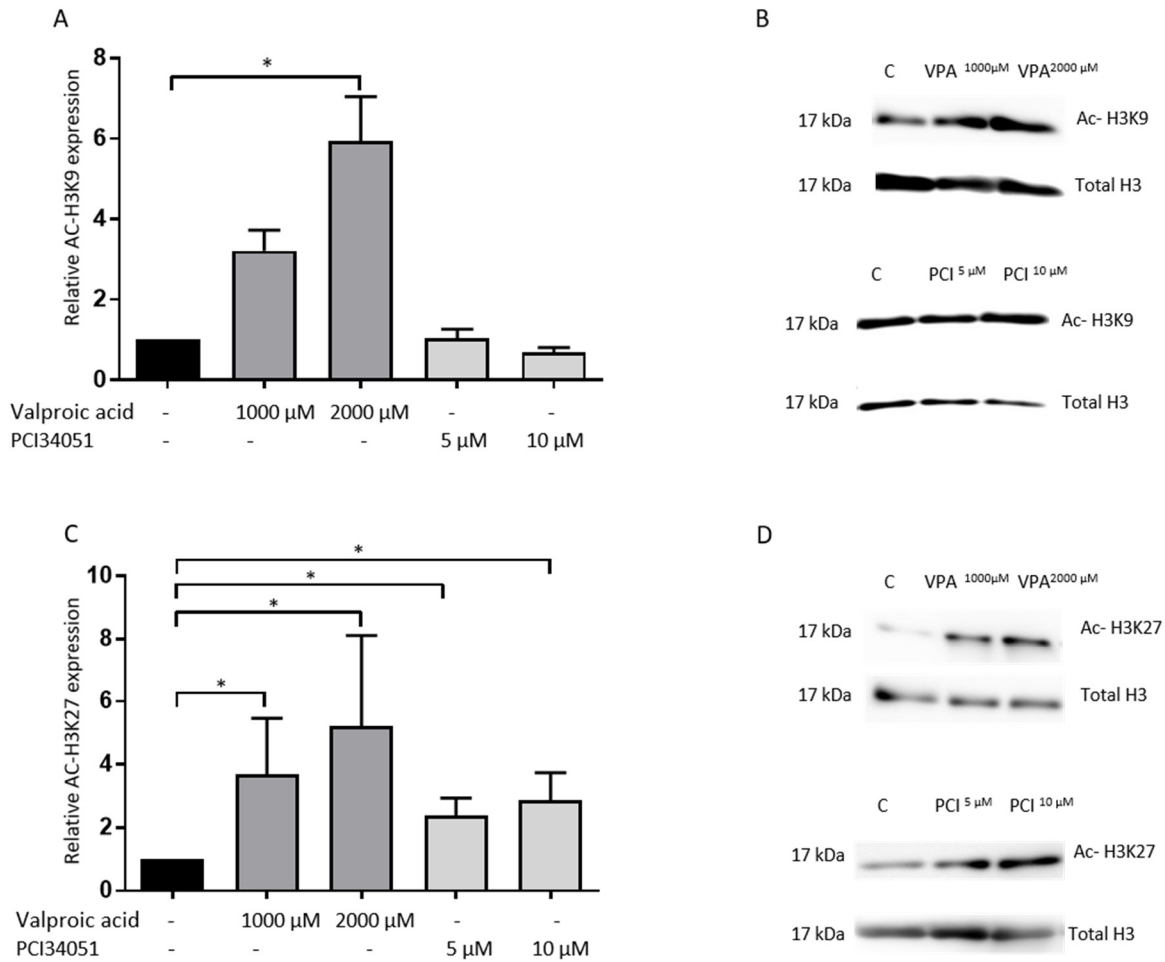 A
8
6
4
2
0
Relative AC-H3K9 expression
*
Valproic acid - 1000 µM 2000 µM - -
PCI34051 - - - 5 µM 10 µM
B
C VPA 1000µM VPA2000 µM
17 kDa Ac- H3K9
17 kDa Total H3
C PCI 5 µM PCI 10 µM
17 kDa Ac- H3K9
17 kDa Total H3
C
10
8
6
4
2
0
Relative AC-H3K27 expression
*
*
*
*
Valproic acid - 1000 µM 2000 µM - -
PCI34051 - - - 5 µM 10 µM
D
C VPA 1000µM VPA2000 µM
17 kDa Ac- H3K27
17 kDa Total H3
C PCI 5 µM PCI 10 µM
17 kDa Ac- H3K27
17 kDa Total H3